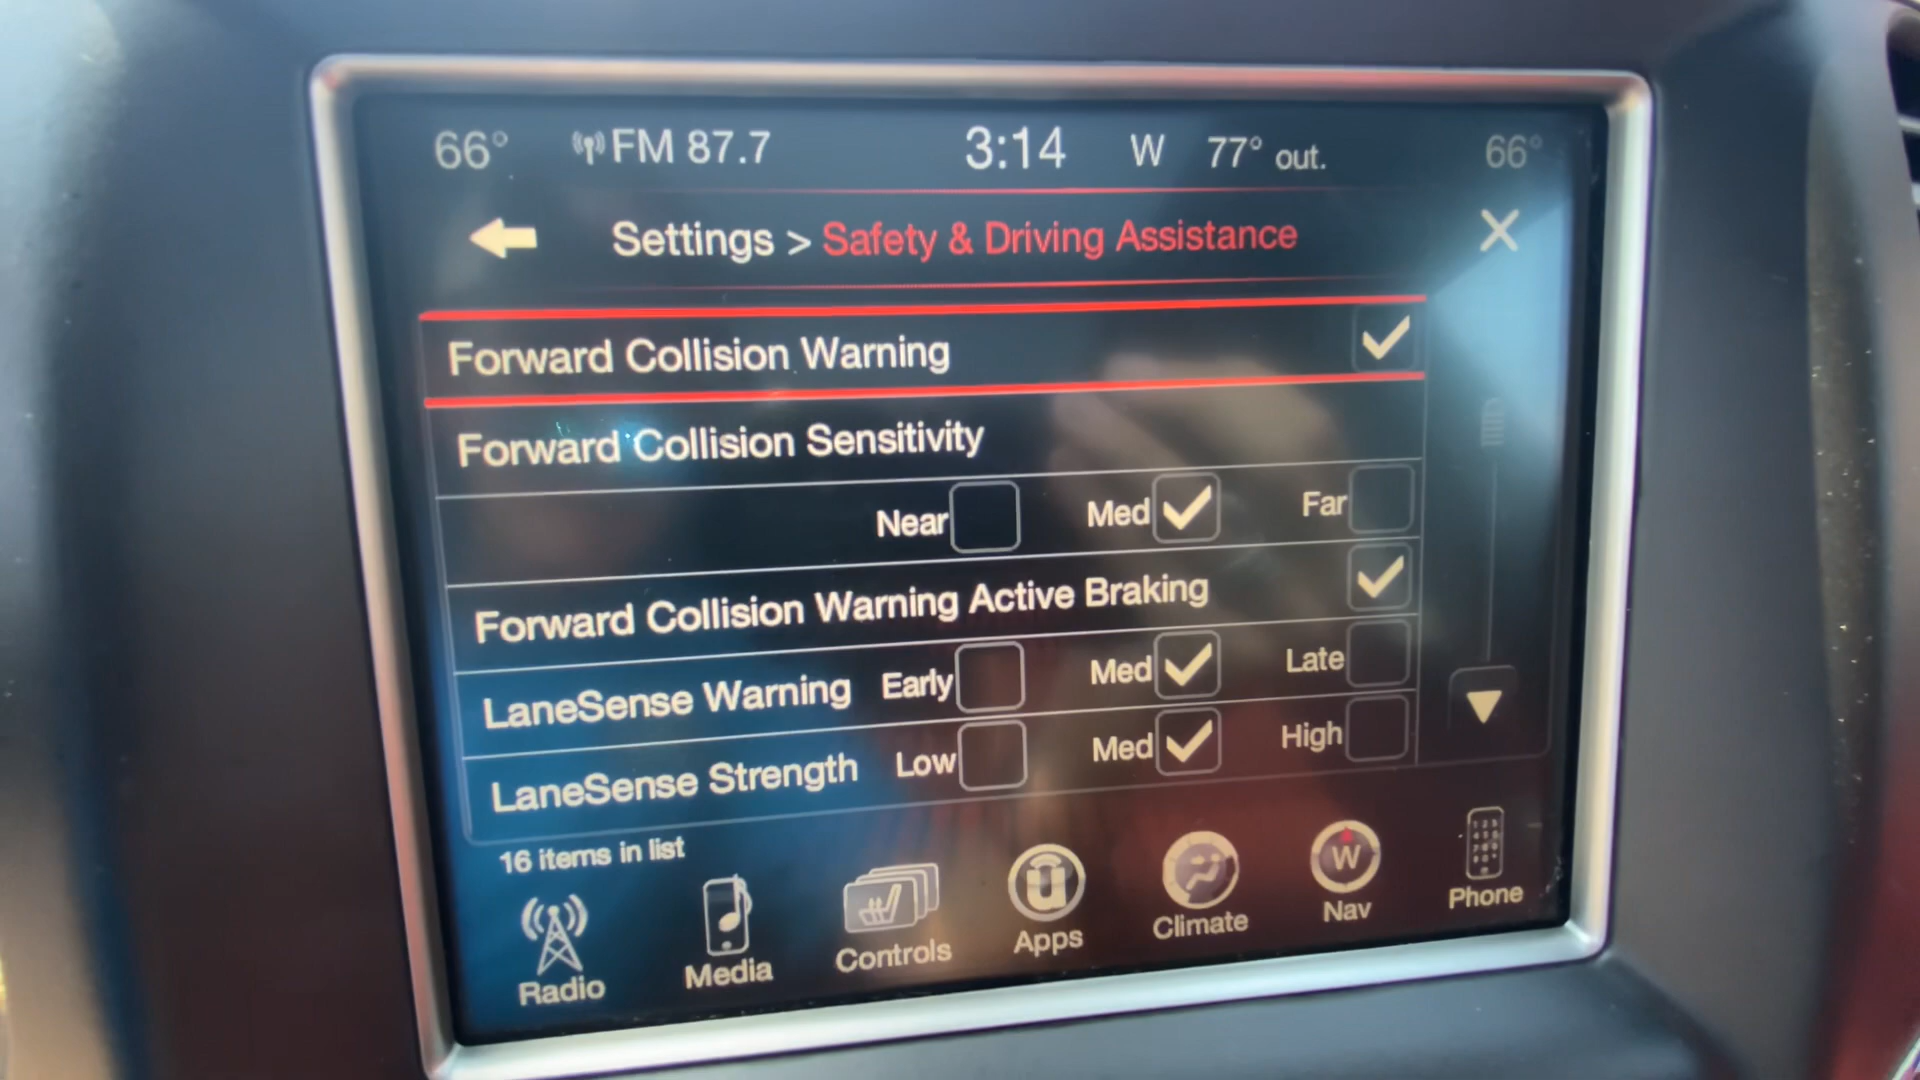 66° FM 87.7 3:14 W 77° out. 66°
Settings > Safety & Driving Assistance
Forward Collision Warning
Forward Collision Sensitivity
Near Med Far
Forward Collision Warning Active Braking
LaneSense Warning Early Med Late
LaneSense Strength Low Med High
16 items in list
W
Radio Media Controls Apps Climate Nav Phone